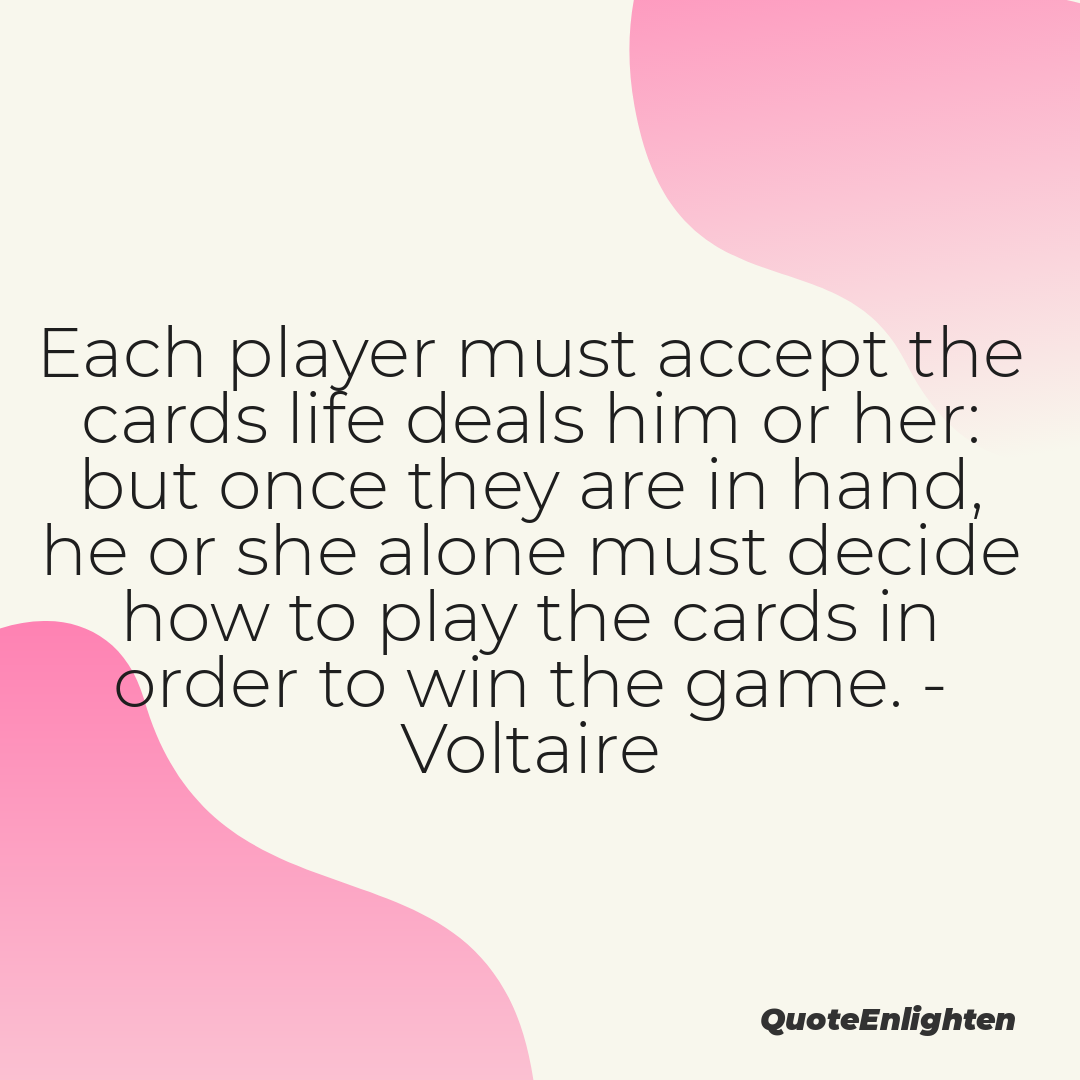 Each player must accept the
cards life deals him or her:
but once they are in hand,
he or she alone must decide
how to play the cards in
order to win the game. -
Voltaire
QuoteEnlighten